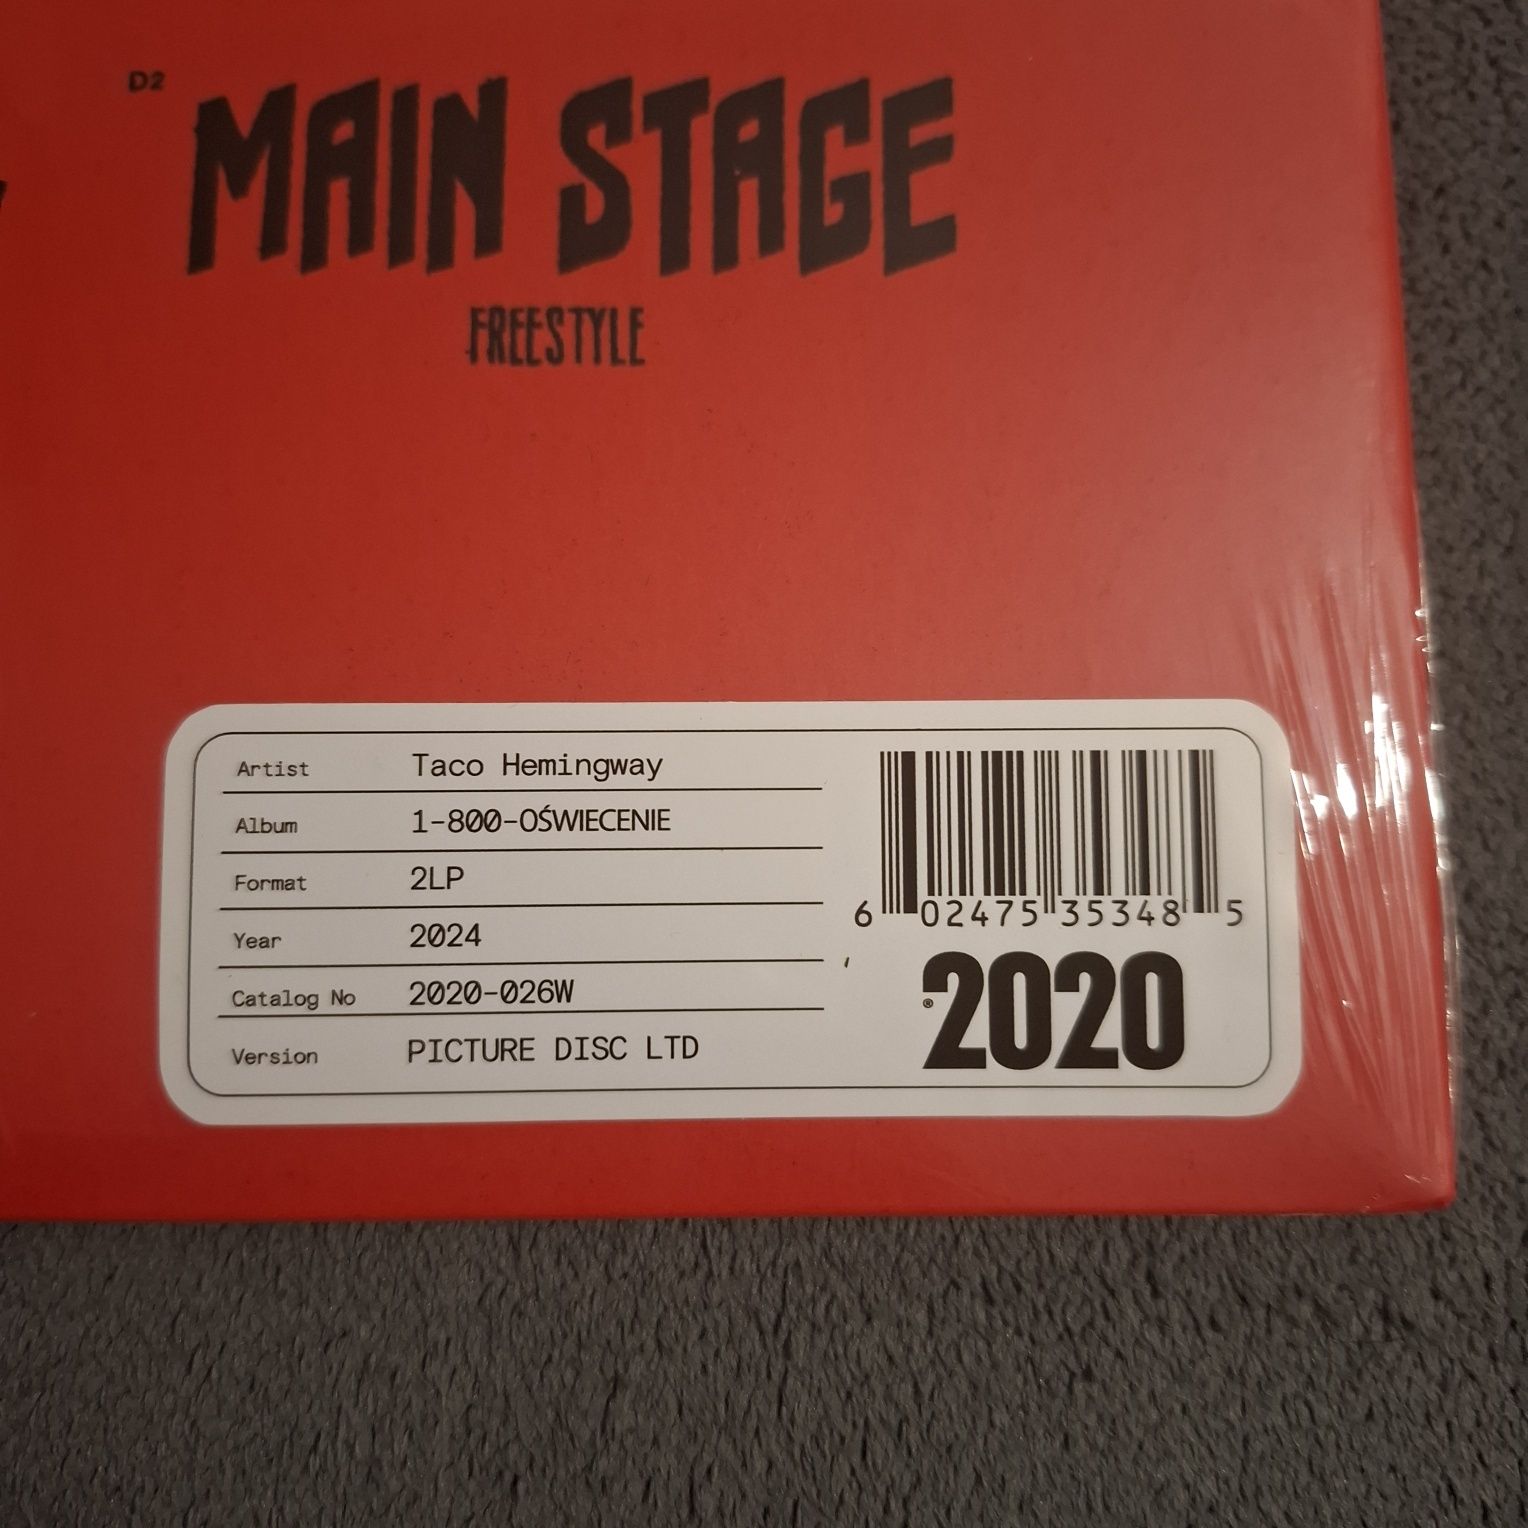 D2
MAIN STAGE
FREESTYLE
Artist Taco Hemingway
Album 1-800-OŚWIECENIE
Format 2LP
Year 2024
Catalog No 2020-026W
Version PICTURE DISC LTD
6 02475 35348 5
®2020